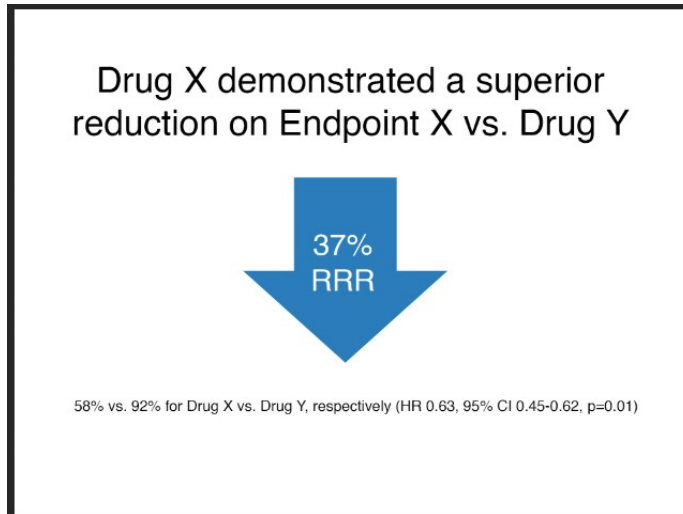 Drug X demonstrated a superior
reduction on Endpoint X vs. Drug Y
37%
RRR
58% vs. 92% for Drug X vs. Drug Y, respectively (HR 0.63, 95% CI 0.45-0.62, p=0.01)